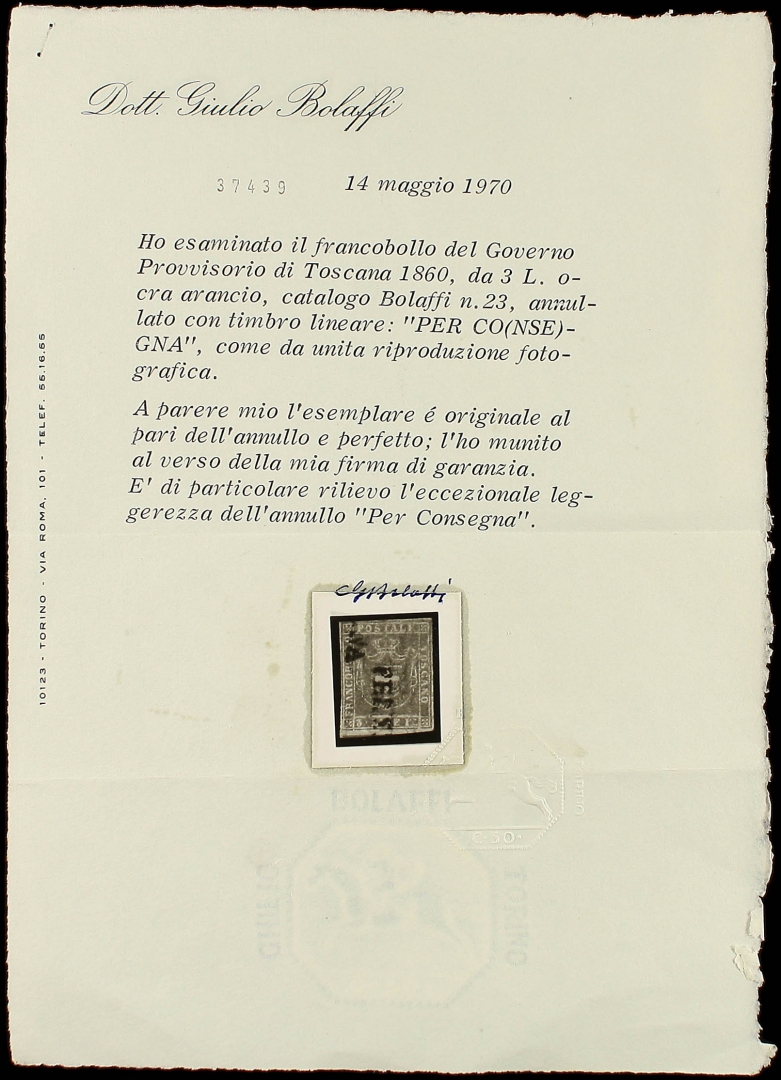 Dott. Giulio Bolaffi
37439 14 maggio 1970
Ho esaminato il francobollo del Governo
Provvisorio di Toscana 1860, da 3 L. o-
cra arancio, catalogo Bolaffi n.23, annul-
lato con timbro lineare: "PER CO(NSE)-
GNA", come da unita riproduzione foto-
grafica.
A parere mio l'esemplare é originale al
pari dell'annullo e perfetto; l'ho munito
al verso della mia firma di garanzia.
E' di particolare rilievo l'eccezionale leg-
gerezza dell'annullo "Per Consegna".
10123 - TORINO - VIA ROMA, 101 - TELEF. 55.16.55
GBolaffi
POSTALE
BOLAFFI
GIULIO
TORINO